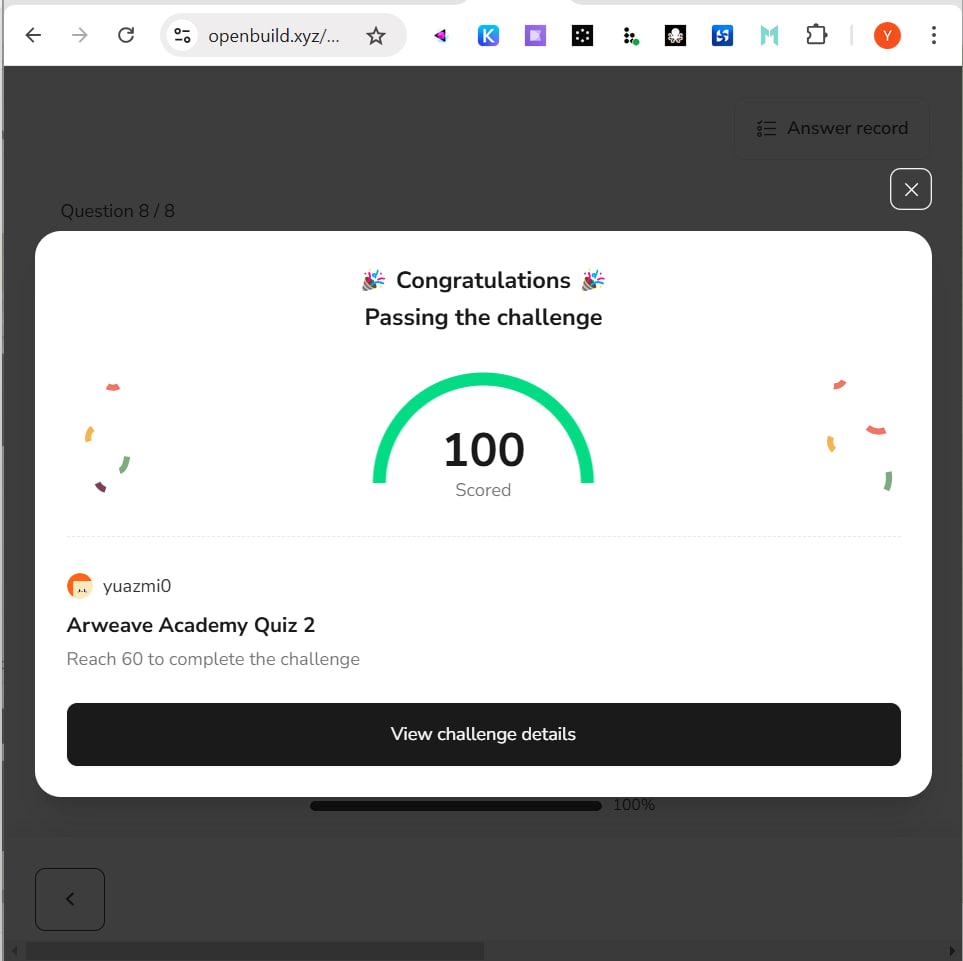 openbuild.xyz/...
Y
Answer record
Question 8 / 8
Congratulations
Passing the challenge
100
Scored
yuazmi0
Arweave Academy Quiz 2
Reach 60 to complete the challenge
View challenge details
100%